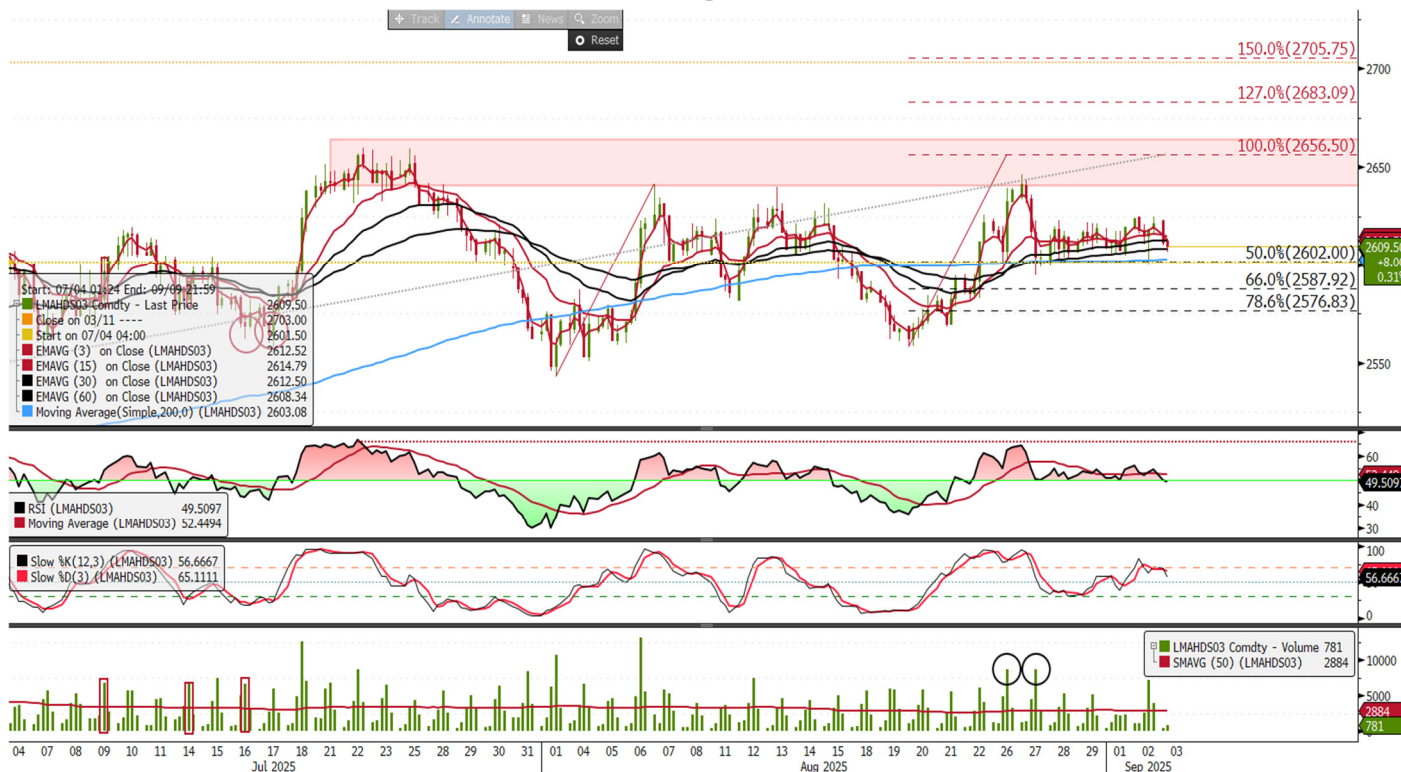 Track Annotate News Zoom
Reset
150.0%(2705.75)
2700
127.0%(2683.09)
100.0%(2656.50)
2650
2609.50
50.0%(2602.00)
+8.00
0.31%
66.0%(2587.92)
78.6%(2576.83)
2550
Start: 07/04 01:24 End: 09/09 21:59
LMAHDS03 Comdty - Last Price 2609.50
Close on 03/11 ---- 2703.00
Start on 07/04 04:00 2601.50
EMAVG (3) on Close (LMAHDS03) 2612.52
EMAVG (15) on Close (LMAHDS03) 2614.79
EMAVG (30) on Close (LMAHDS03) 2612.50
EMAVG (60) on Close (LMAHDS03) 2608.34
Moving Average(Simple,200,0) (LMAHDS03) 2603.08
60
49.5097
40
30
RSI (LMAHDS03) 49.5097
Moving Average (LMAHDS03) 52.4494
100
56.6667
0
Slow %K(12,3) (LMAHDS03) 56.6667
Slow %D(3) (LMAHDS03) 65.1111
LMAHDS03 Comdty - Volume 781
SMAVG (50) (LMAHDS03) 2884
10000
5000
2884
781
04 07 08 09 10 11 14 15 16 17 18 21 22 23 24 25 28 29 30 31 01 04 05 06 07 08 11 12 13 14 15 18 19 20 21 22 26 27 28 29 01 02 03
Jul 2025 Aug 2025 Sep 2025